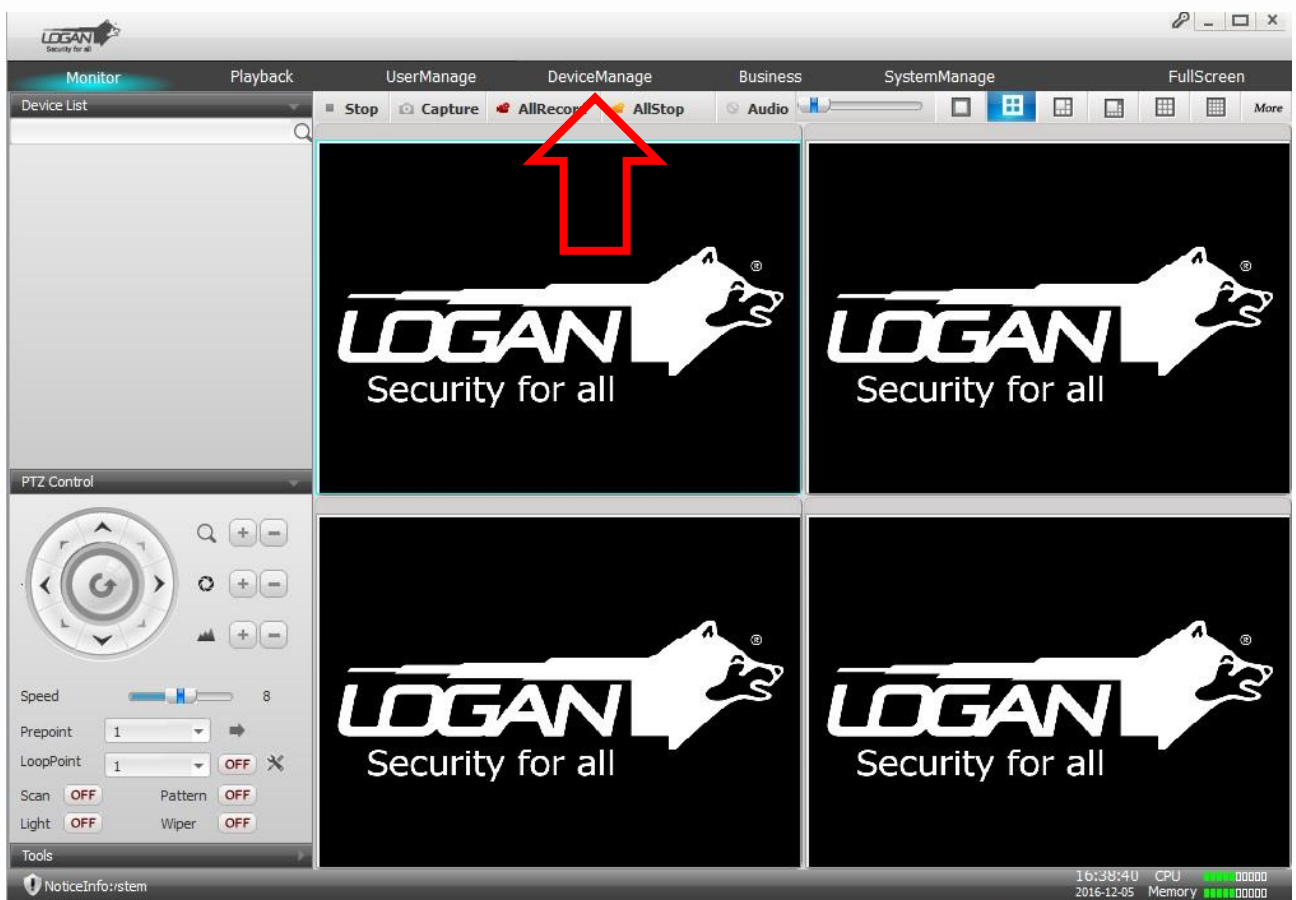 LOGAN
Security for all
Monitor Playback UserManage DeviceManage Business SystemManage FullScreen
Device List
Stop Capture AllRecord AllStop Audio More
LOGAN ®
Security for all
LOGAN ®
Security for all
PTZ Control
Speed 8
Prepoint 1
LoopPoint 1 OFF
Scan OFF Pattern OFF
Light OFF Wiper OFF
Tools
LOGAN ®
Security for all
LOGAN ®
Security for all
NoticeInfo:rstem
16:38:40 CPU
2016-12-05 Memory